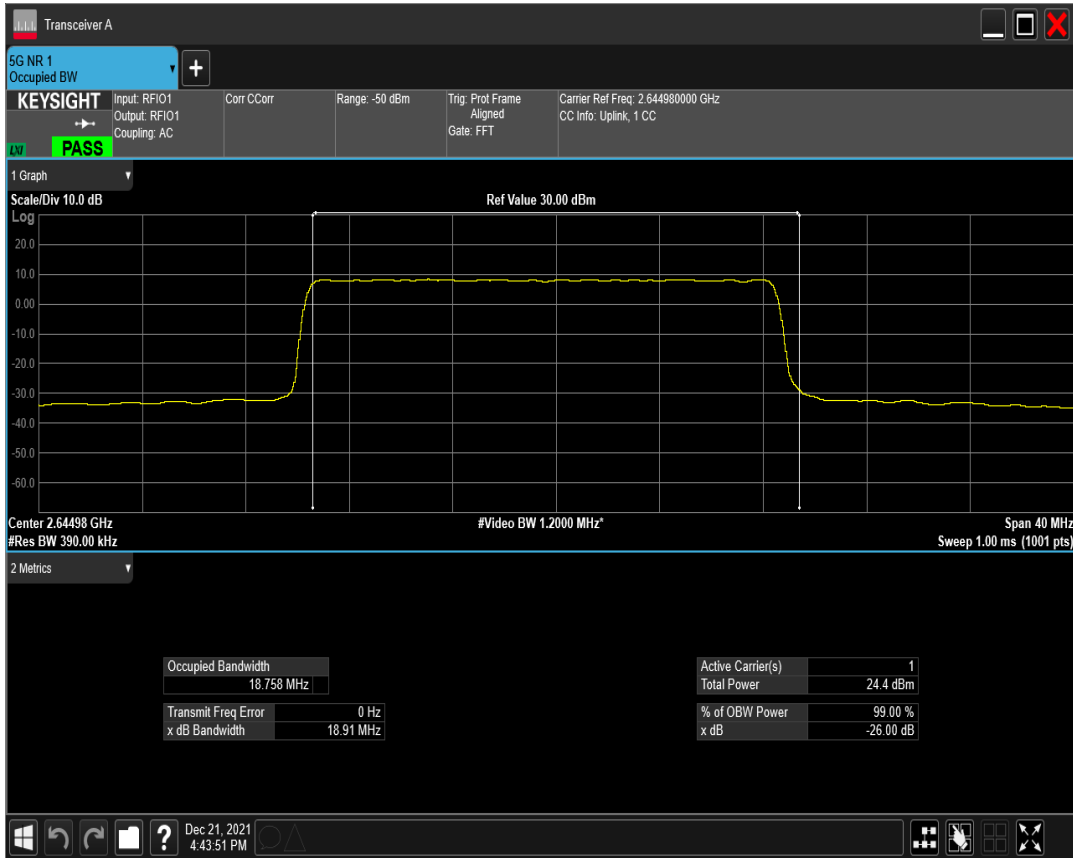 Transceiver A
5G NR 1
Occupied BW
KEYSIGHT
LXI
PASS
Input: RFIO1
Output: RFIO1
Coupling: AC
Corr CCorr
Range: -50 dBm
Trig: Prot Frame
Aligned
Gate: FFT
Carrier Ref Freq: 2.644980000 GHz
CC Info: Uplink, 1 CC
1 Graph
Scale/Div 10.0 dB
Ref Value 30.00 dBm
Log
20.0
10.0
0.00
-10.0
-20.0
-30.0
-40.0
-50.0
-60.0
Center 2.64498 GHz
#Video BW 1.2000 MHz*
Span 40 MHz
#Res BW 390.00 kHz
Sweep 1.00 ms (1001 pts)
2 Metrics
Occupied Bandwidth
18.758 MHz
Transmit Freq Error 0 Hz
x dB Bandwidth 18.91 MHz
Active Carrier(s) 1
Total Power 24.4 dBm
% of OBW Power 99.00 %
x dB -26.00 dB
?
Dec 21, 2021
4:43:51 PM